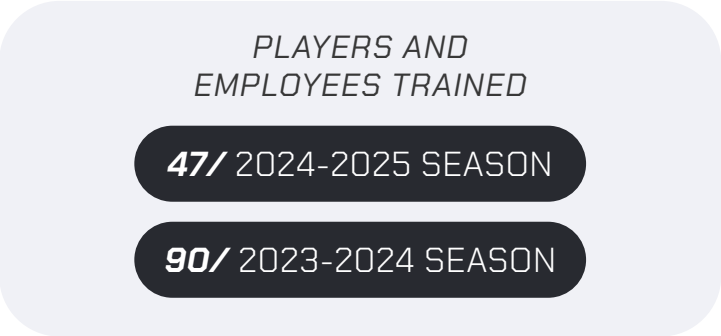 PLAYERS AND
EMPLOYEES TRAINED
47/ 2024-2025 SEASON
90/ 2023-2024 SEASON